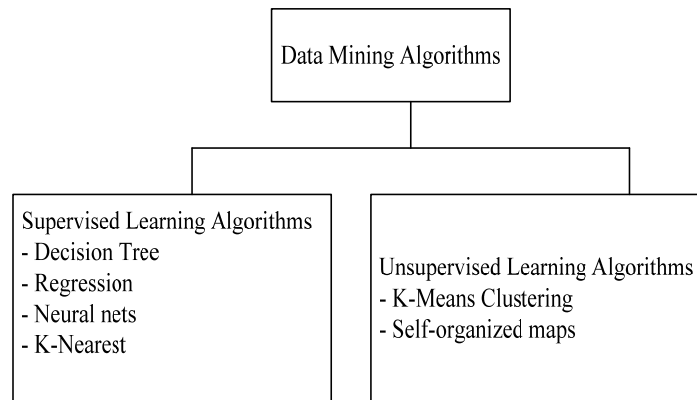 Data Mining Algorithms
Supervised Learning Algorithms
- Decision Tree
- Regression
- Neural nets
- K-Nearest
Unsupervised Learning Algorithms
- K-Means Clustering
- Self-organized maps